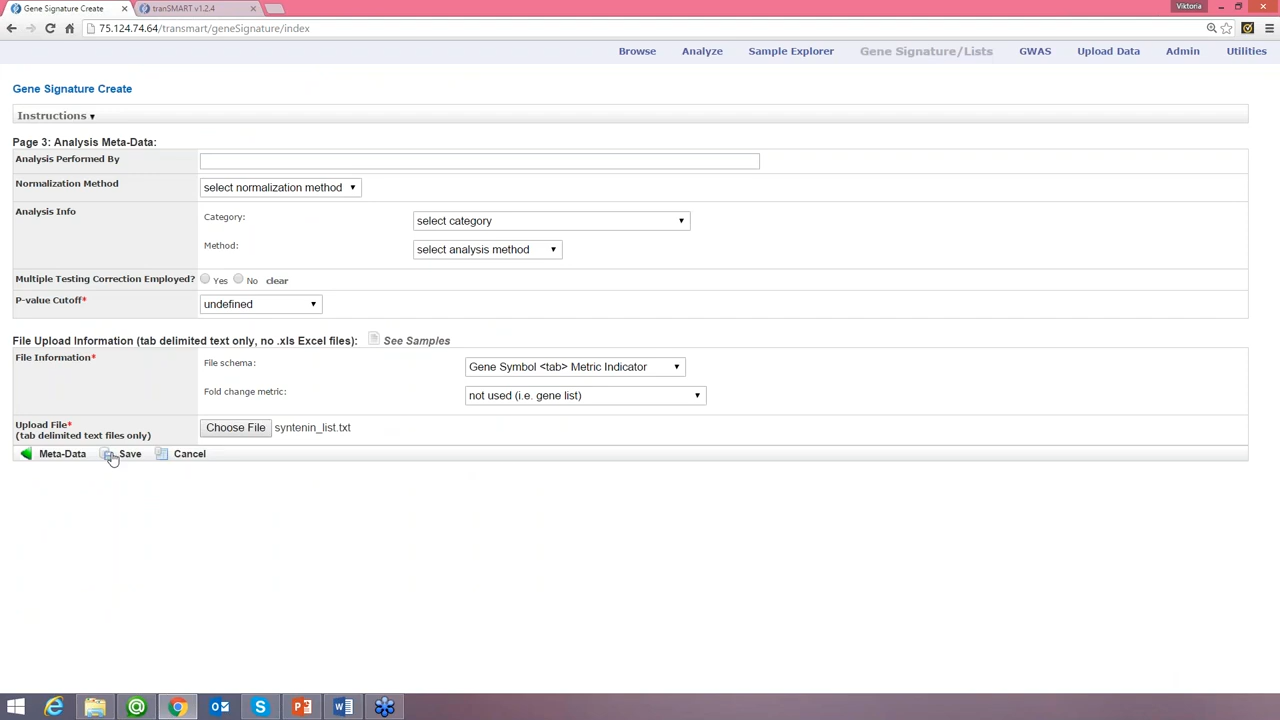 Gene Signature Create
transMART v1.2.4
Viktoria
75.124.74.64/transmart/geneSignature/index
Browse Analyze Sample Explorer Gene Signature/Lists GWAS Upload Data Admin Utilities
Gene Signature Create
Instructions ▾
Page 3: Analysis Meta-Data:
Analysis Performed By
Normalization Method select normalization method
Analysis Info Category: select category
Method: select analysis method
Multiple Testing Correction Employed? Yes No clear
P-value Cutoff* undefined
File Upload Information (tab delimited text only, no .xls Excel files): See Samples
File Information* File schema: Gene Symbol <tab> Metric Indicator
Fold change metric: not used (i.e. gene list)
Upload File*
(tab delimited text files only) Choose File syntenin_list.txt
Meta-Data Save Cancel